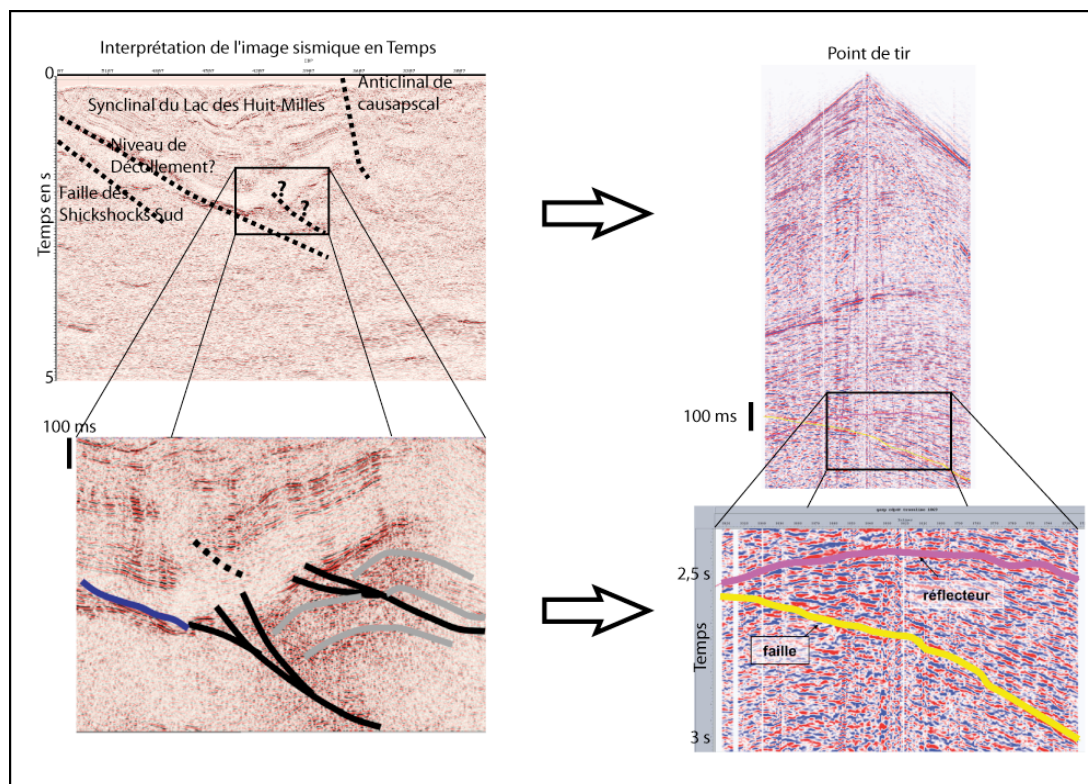 Interprétation de l'image sismique en Temps
Point de tir
0
Synclinal du Lac des Huit-Milles
Anticlinal de
causapscal
Niveau de
Décollement?
Faille des
Shickshocks Sud
?
?
Temps en s
5
100 ms
100 ms
2,5 s
réflecteur
faille
Temps
3 s